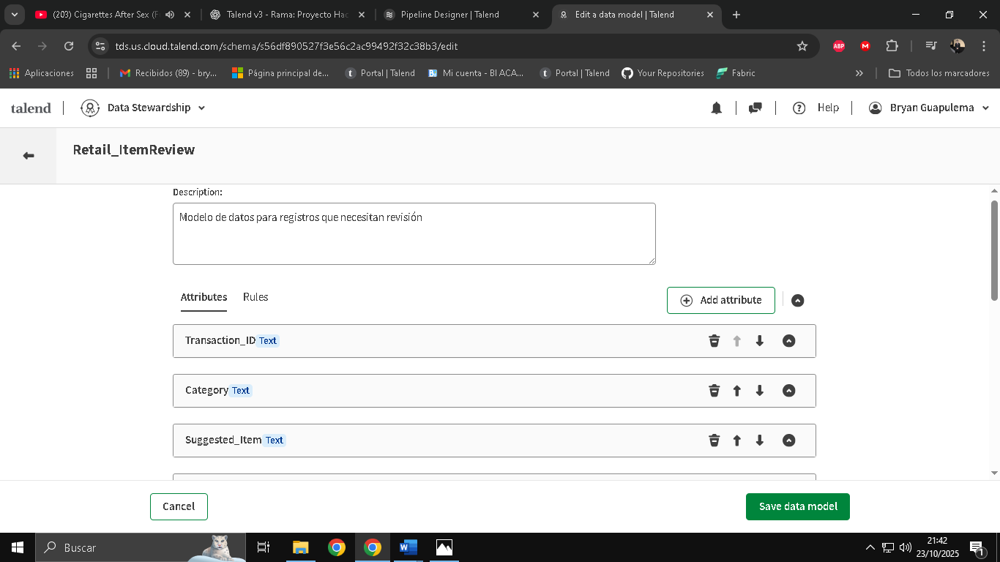 (203) Cigarettes After Sex (F
Talend v3 - Rama: Proyecto Hac
Pipeline Designer | Talend
Edit a data model | Talend
tds.us.cloud.talend.com/schema/s56df890527f3e56c2ac99492f32c38b3/edit
ABP
M
Aplicaciones
Recibidos (89) - bry...
Página principal de...
Portal | Talend
Mi cuenta - BI ACA...
Portal | Talend
Your Repositories
Fabric
Todos los marcadores
talend
Data Stewardship
Help
Bryan Guapulema
Retail_ItemReview
Description:
Modelo de datos para registros que necesitan revisión
Attributes
Rules
Add attribute
Transaction_ID Text
Category Text
Suggested_Item Text
Cancel
Save data model
Buscar
21:42
23/10/2025
1